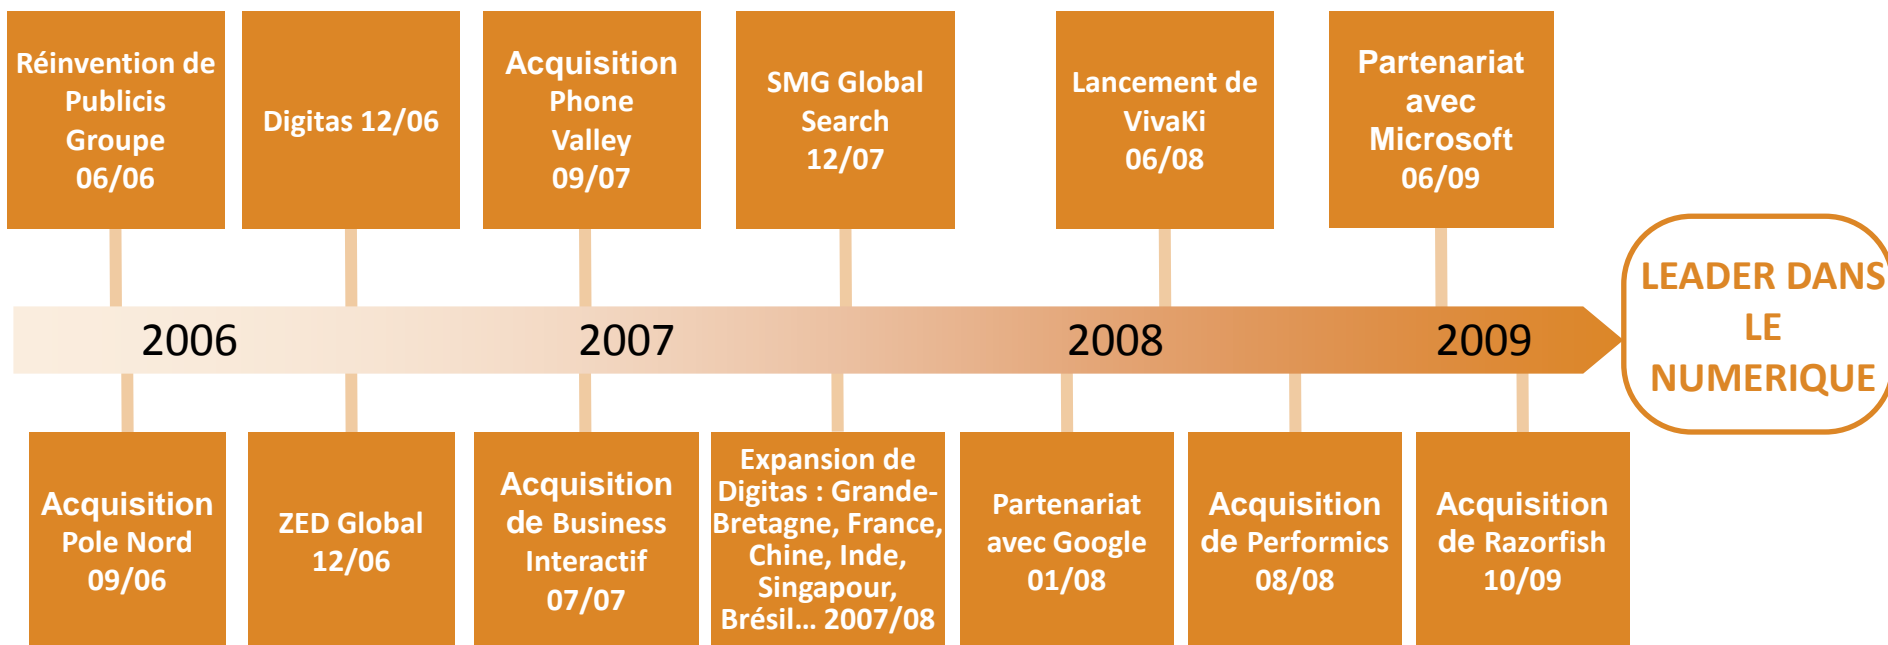 Réinvention de
Publicis
Groupe
06/06
Digitas 12/06
Acquisition
Phone
Valley
09/07
SMG Global
Search
12/07
Lancement de
VivaKi
06/08
Partenariat
avec
Microsoft
06/09
2006
2007
2008
2009
LEADER DANS
LE
NUMERIQUE
Acquisition
Pole Nord
09/06
ZED Global
12/06
Acquisition
de Business
Interactif
07/07
Expansion de
Digitas : Grande-
Bretagne, France,
Chine, Inde,
Singapour,
Brésil... 2007/08
Partenariat
avec Google
01/08
Acquisition
de Performics
08/08
Acquisition
de Razorfish
10/09